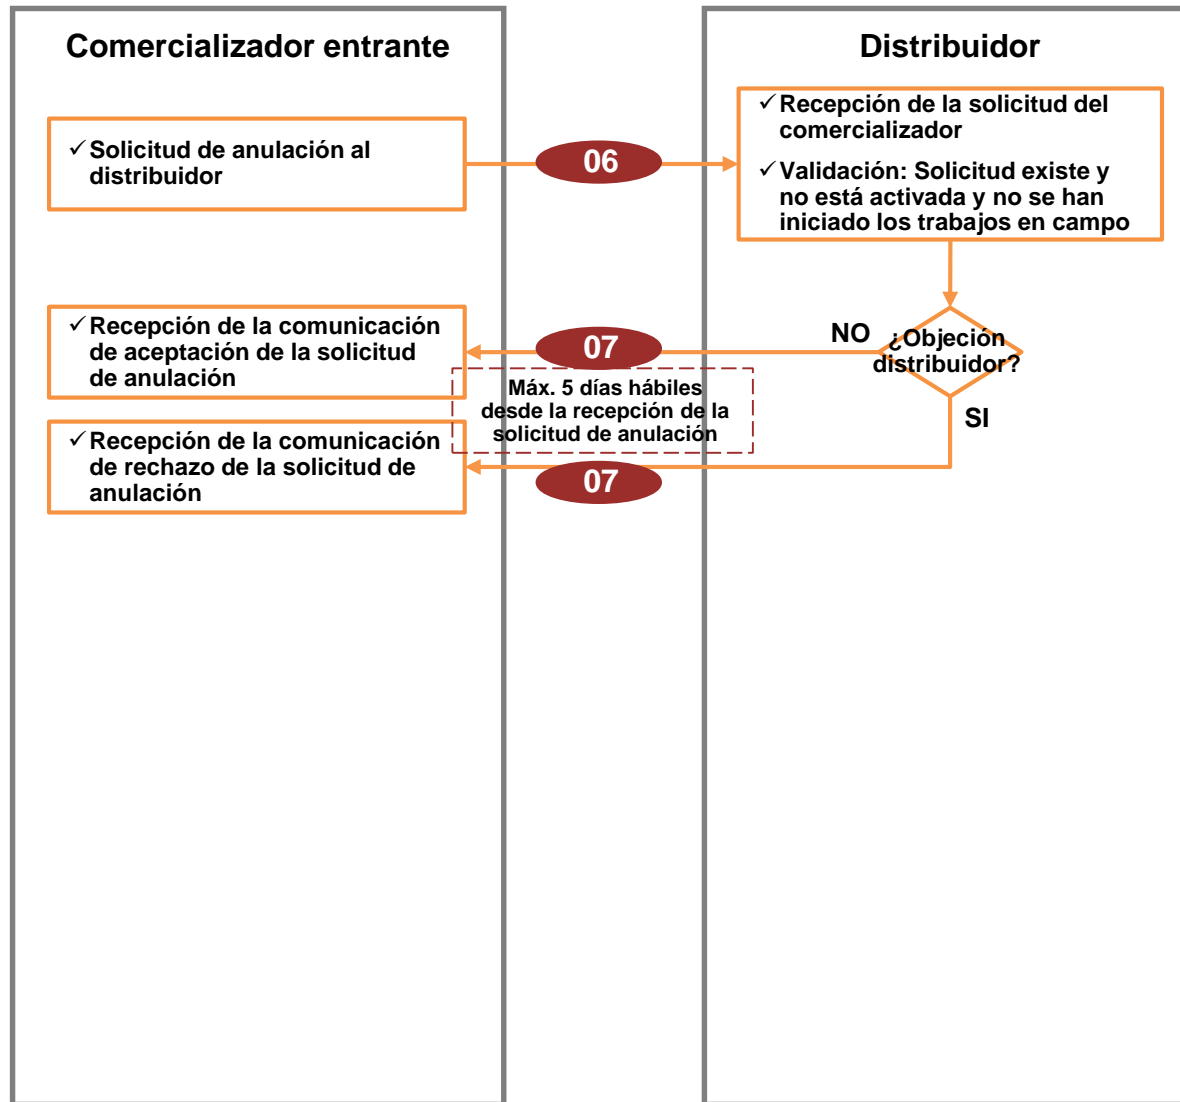 Comercializador entrante
Distribuidor
✓Solicitud de anulación al
distribuidor
06
✓Recepción de la solicitud del
comercializador
✓Validación: Solicitud existe y
no está activada y no se han
iniciado los trabajos en campo
✓Recepción de la comunicación
de aceptación de la solicitud
de anulación
07
NO
¿Objeción
distribuidor?
Máx. 5 días hábiles
desde la recepción de la
solicitud de anulación
SI
✓Recepción de la comunicación
de rechazo de la solicitud de
anulación
07